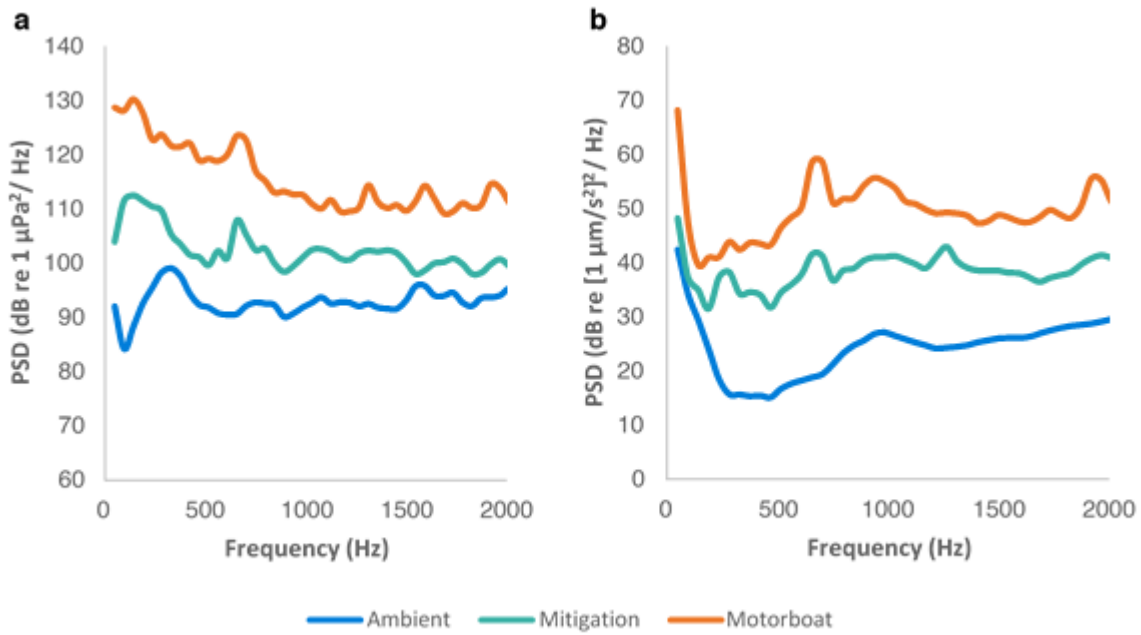 a
PSD (dB re 1 μPa²/ Hz)
140
130
120
110
100
90
80
70
60
0 500 1000 1500 2000
Frequency (Hz)
b
PSD (dB re [1 μm/s²]²/ Hz)
80
70
60
50
40
30
20
10
0
0 500 1000 1500 2000
Frequency (Hz)
Ambient Mitigation Motorboat